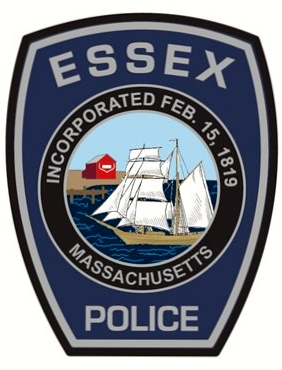 ESSEX
INCORPORATED FEB. 15, 1819
MASSACHUSETTS
POLICE